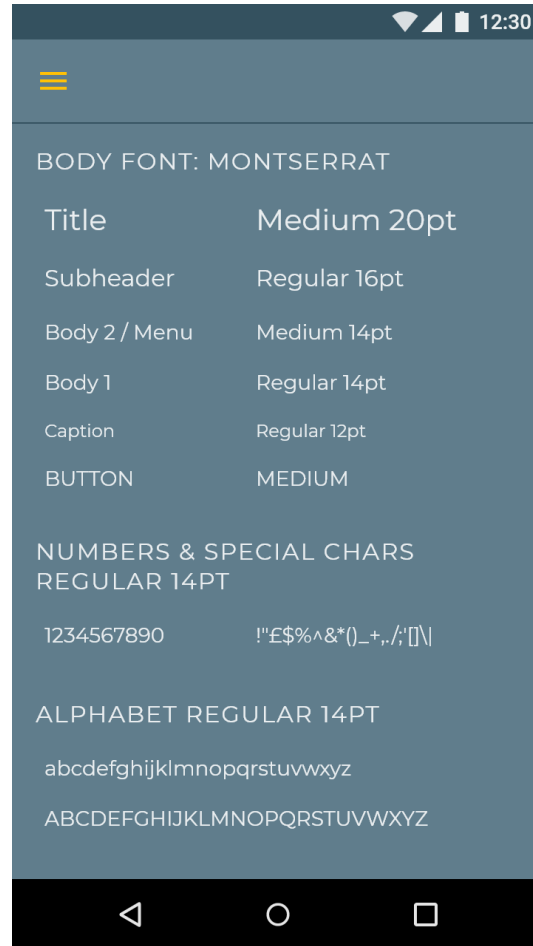 12:30
BODY FONT: MONTSERRAT
Title Medium 20pt
Subheader Regular 16pt
Body 2 / Menu Medium 14pt
Body 1 Regular 14pt
Caption Regular 12pt
BUTTON MEDIUM
NUMBERS & SPECIAL CHARS
REGULAR 14PT
1234567890 !"£$%^&*()_+,./;'[]\|
ALPHABET REGULAR 14PT
abcdefghijklmnopqrstuvwxyz
ABCDEFGHIJKLMNOPQRSTUVWXYZ